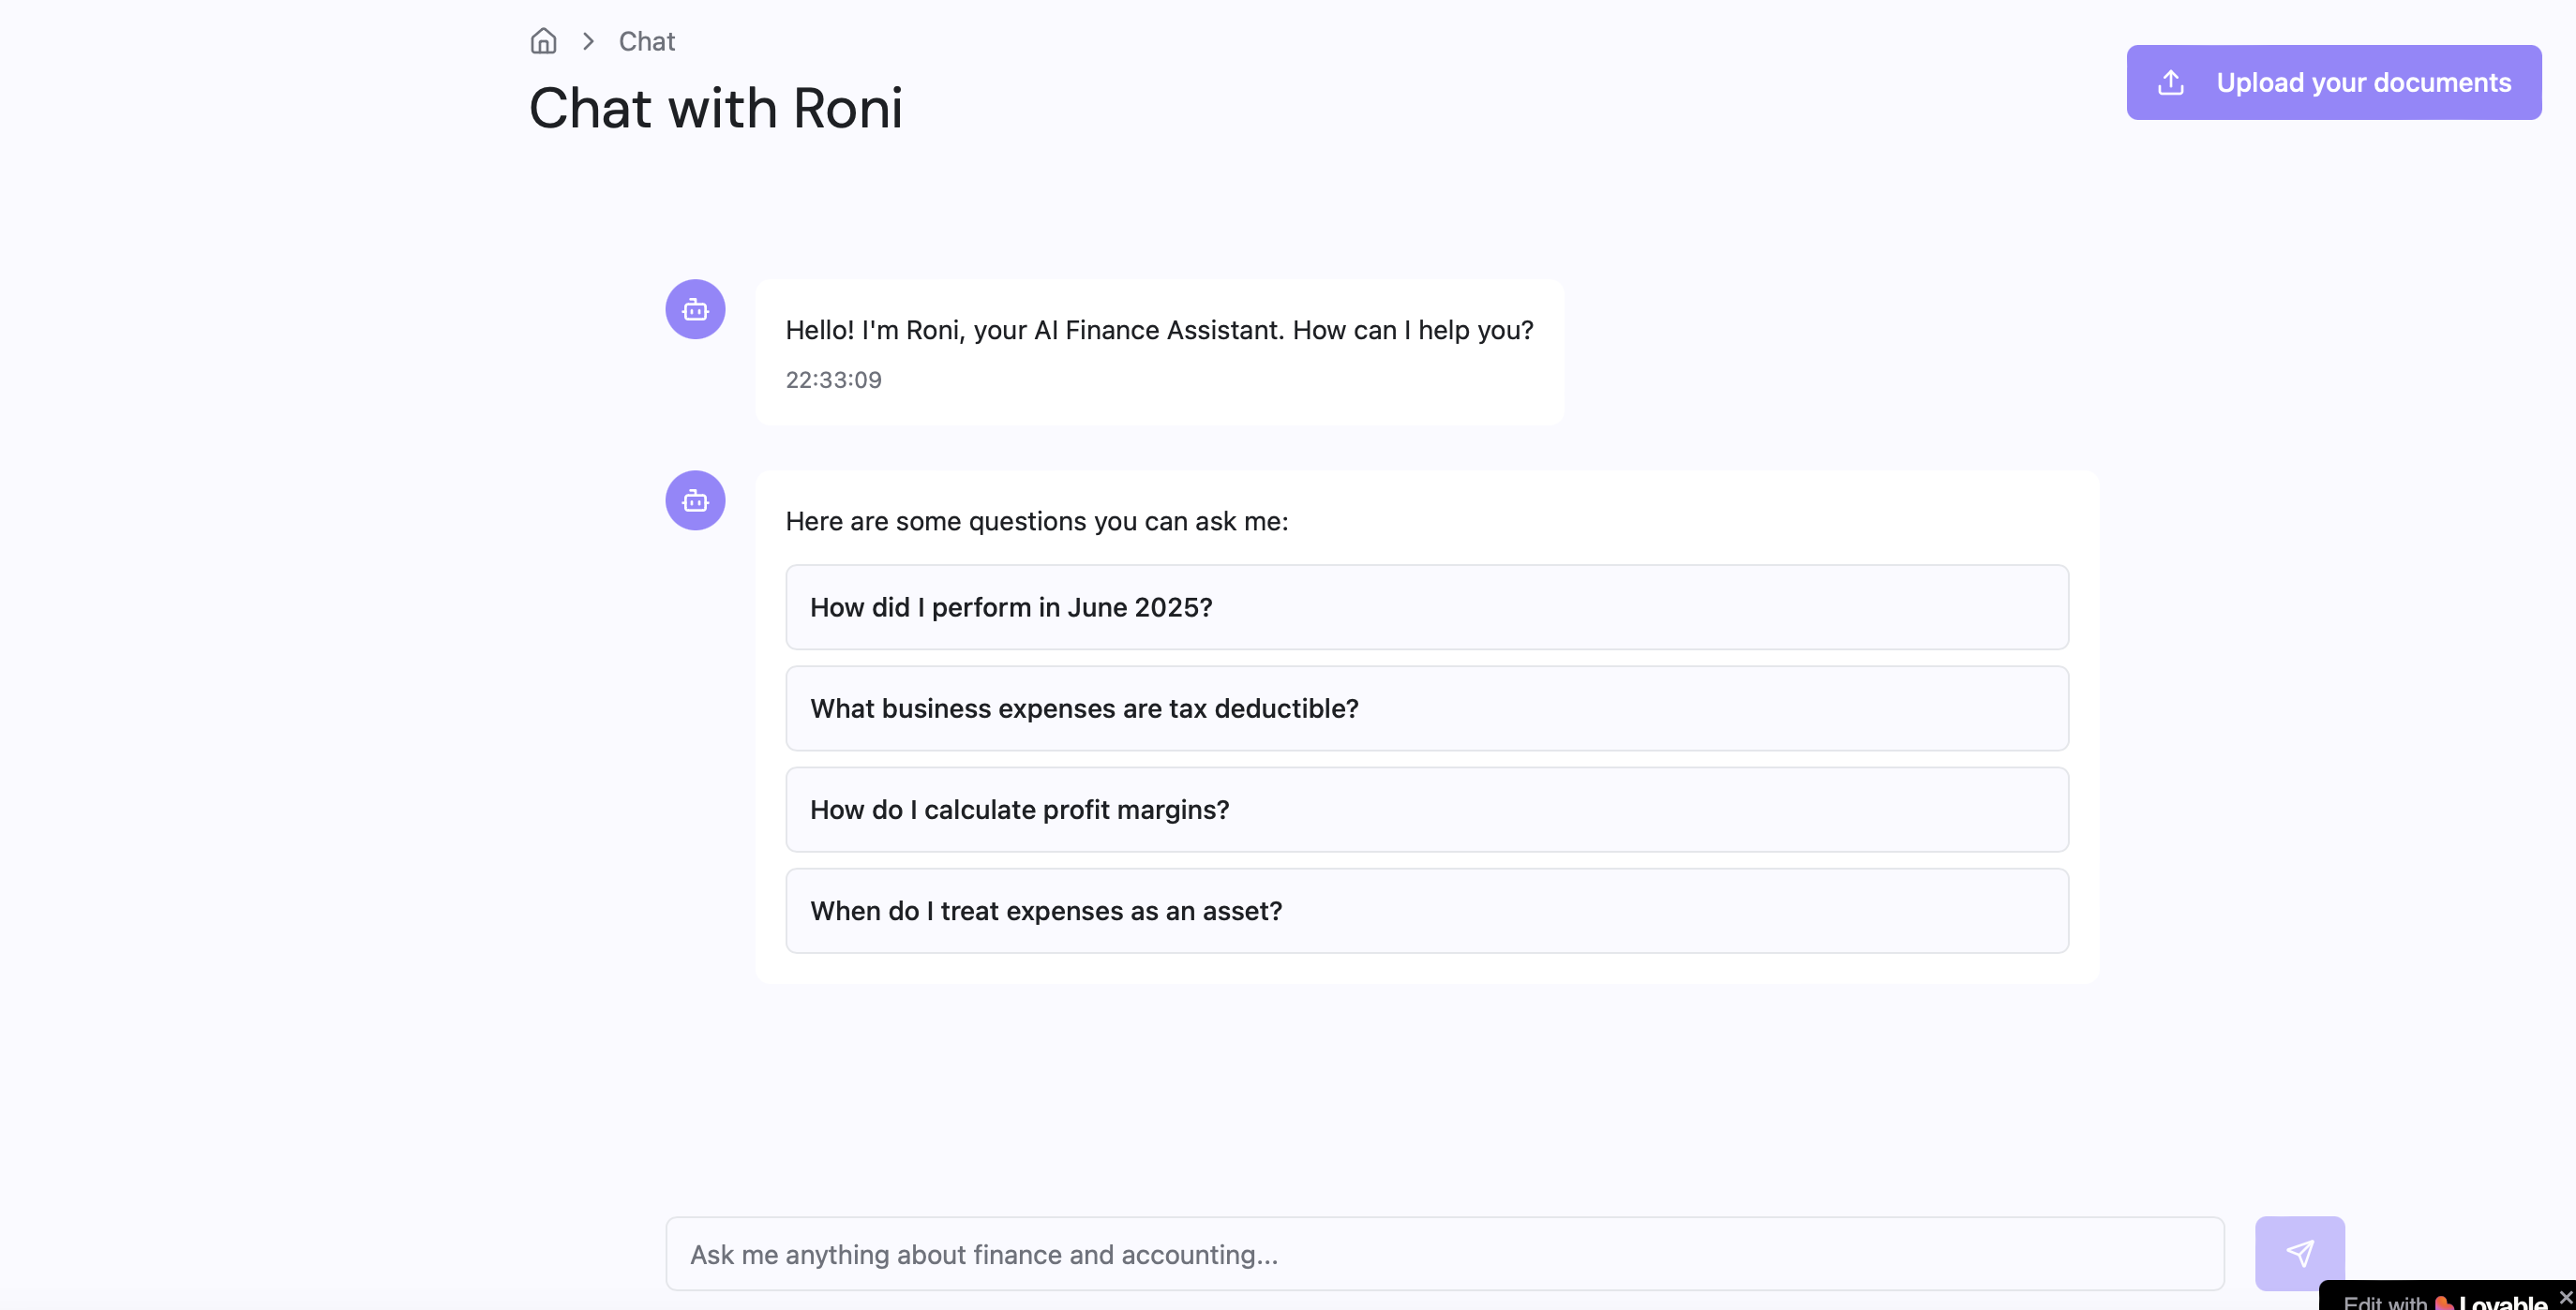 Chat
Chat with Roni
Upload your documents
Hello! I'm Roni, your AI Finance Assistant. How can I help you?
22:33:09
Here are some questions you can ask me:
How did I perform in June 2025?
What business expenses are tax deductible?
How do I calculate profit margins?
When do I treat expenses as an asset?
Ask me anything about finance and accounting...
Edit with Lovable